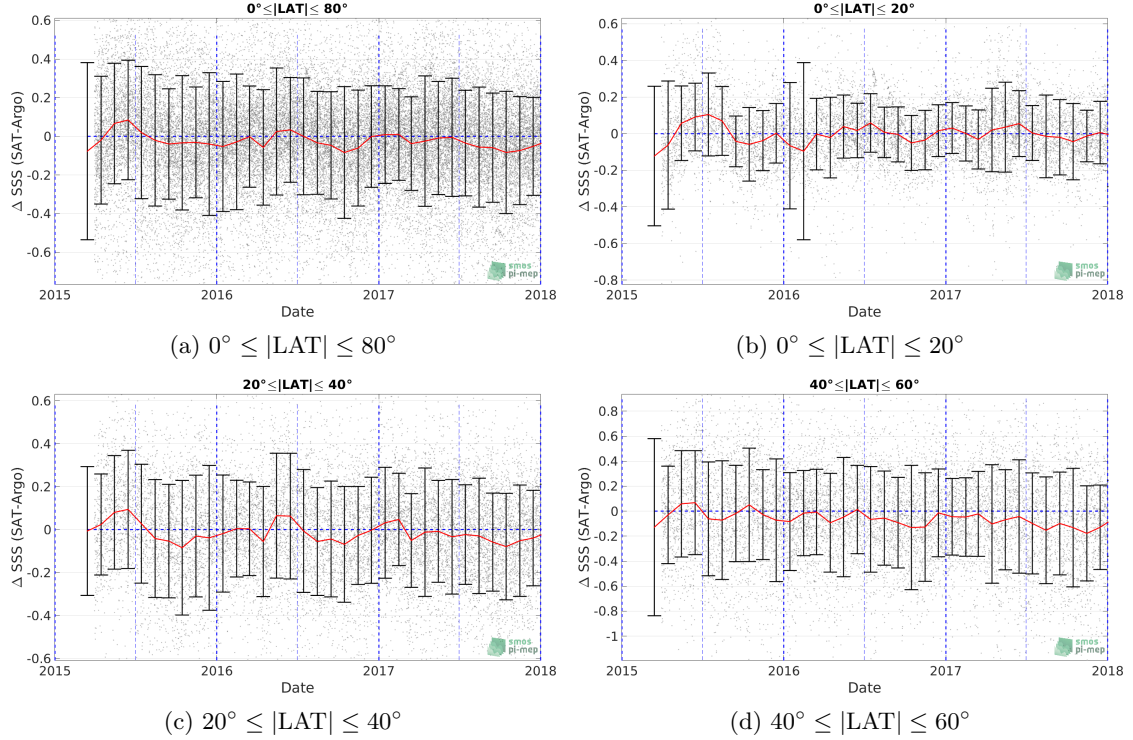 0°≤|LAT|≤ 80°
0.6
0.4
0.2
0
-0.2
-0.4
-0.6
Δ SSS (SAT-Argo)
2015
2016
2017
2018
Date
smos
pi-mep
(a) 0° ≤ |LAT| ≤ 80°
0°≤|LAT|≤ 20°
0.6
0.4
0.2
0
-0.2
-0.4
-0.6
-0.8
Δ SSS (SAT-Argo)
2015
2016
2017
2018
Date
smos
pi-mep
(b) 0° ≤ |LAT| ≤ 20°
20°≤|LAT|≤ 40°
0.6
0.4
0.2
0
-0.2
-0.4
-0.6
Δ SSS (SAT-Argo)
2015
2016
2017
2018
Date
smos
pi-mep
(c) 20° ≤ |LAT| ≤ 40°
40°≤|LAT|≤ 60°
0.8
0.6
0.4
0.2
0
-0.2
-0.4
-0.6
-0.8
-1
Δ SSS (SAT-Argo)
2015
2016
2017
2018
Date
smos
pi-mep
(d) 40° ≤ |LAT| ≤ 60°